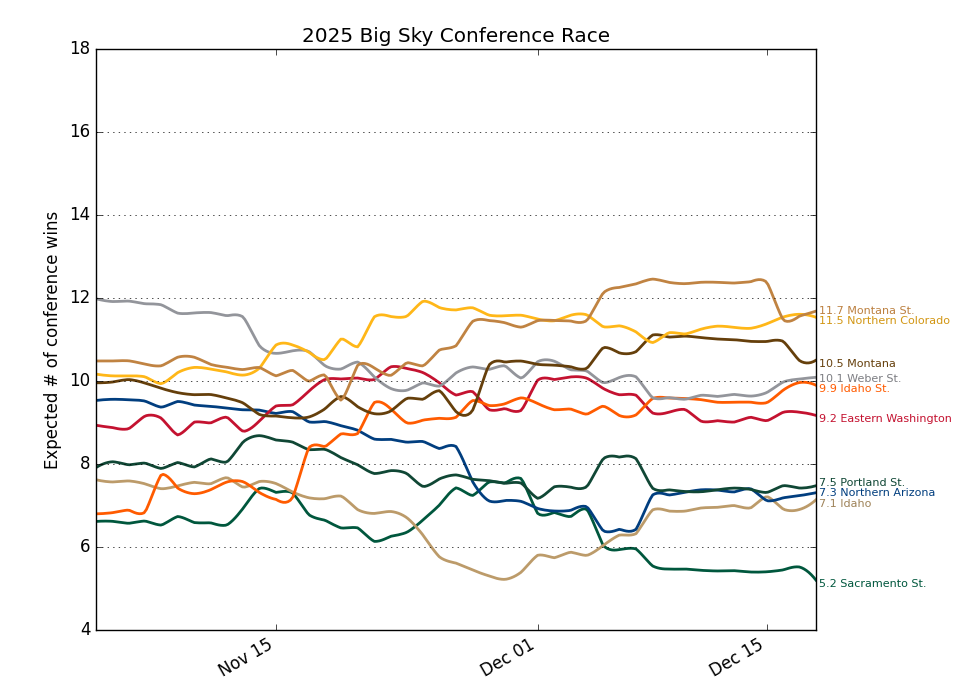 2025 Big Sky Conference Race
Expected # of conference wins
18
16
14
12
10
8
6
4
Nov 15
Dec 01
Dec 15
11.7 Montana St.
11.5 Northern Colorado
10.5 Montana
10.1 Weber St.
9.9 Idaho St.
9.2 Eastern Washington
7.5 Portland St.
7.3 Northern Arizona
7.1 Idaho
5.2 Sacramento St.